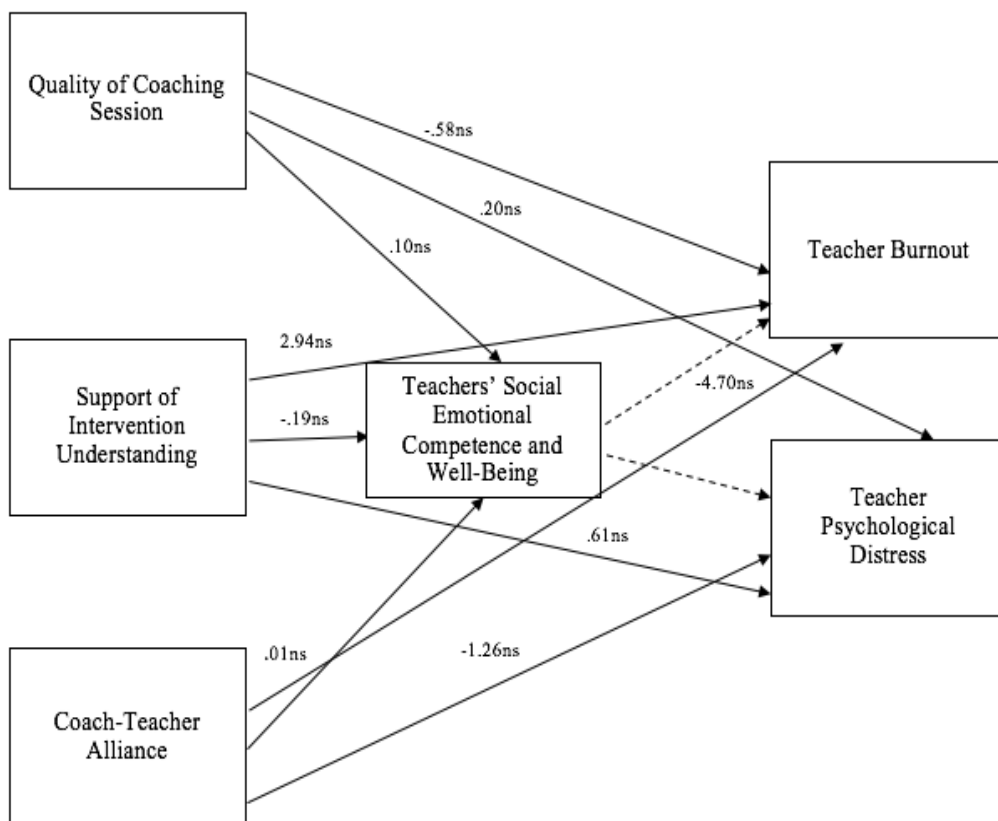 Quality of Coaching
Session
-.58ns
.20ns
Teacher Burnout
.10ns
2.94ns
Support of
Intervention
Understanding
-.19ns
Teachers’ Social
Emotional
Competence and
Well-Being
-4.70ns
Teacher
Psychological
Distress
.61ns
.01ns
-1.26ns
Coach-Teacher
Alliance